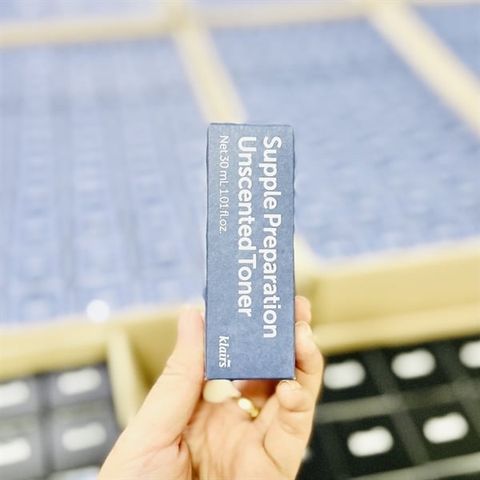 Supple Preparation
Unscented Toner
Net 30 mL 1.01 fl.oz.
klairs